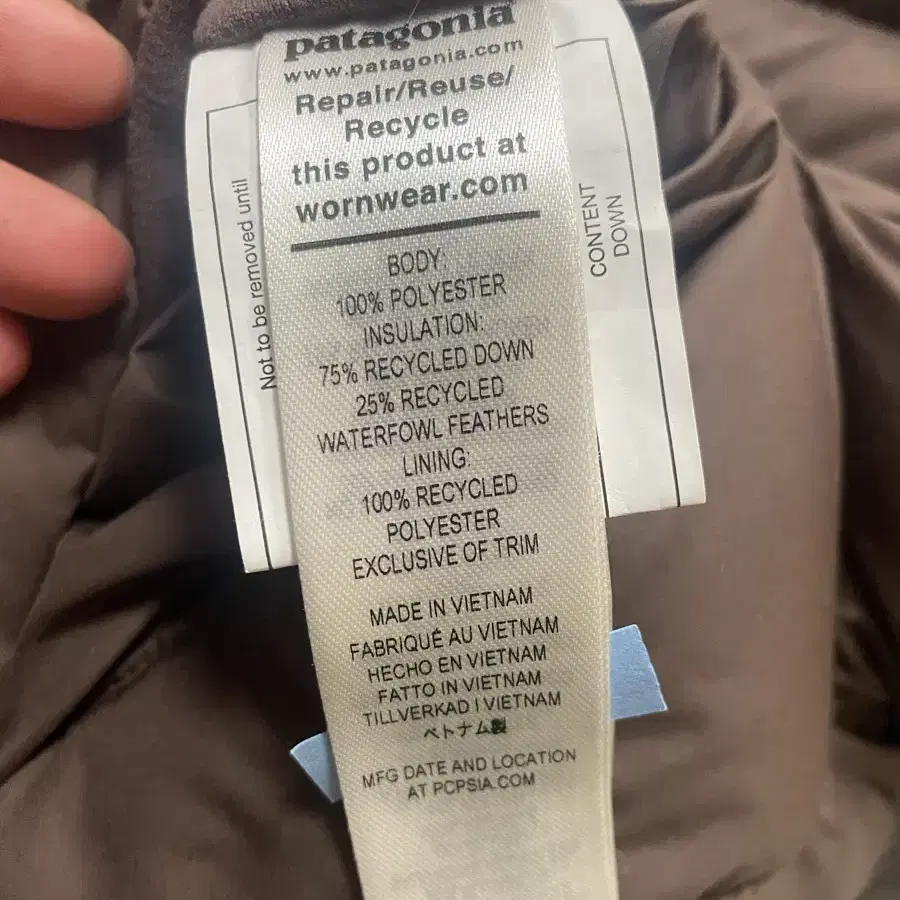 patagonia
www.patagonia.com
Repair/Reuse/
Recycle
this product at
wornwear.com
BODY:
100% POLYESTER
INSULATION:
75% RECYCLED DOWN
25% RECYCLED
WATERFOWL FEATHERS
LINING:
100% RECYCLED
POLYESTER
EXCLUSIVE OF TRIM
MADE IN VIETNAM
FABRIQUÉ AU VIETNAM
HECHO EN VIETNAM
FATTO IN VIETNAM
TILLVERKAD I VIETNAM
ベトナム製
MFG DATE AND LOCATION
AT PCPSIA.COM
Not to be removed until
CONTENT
DOWN